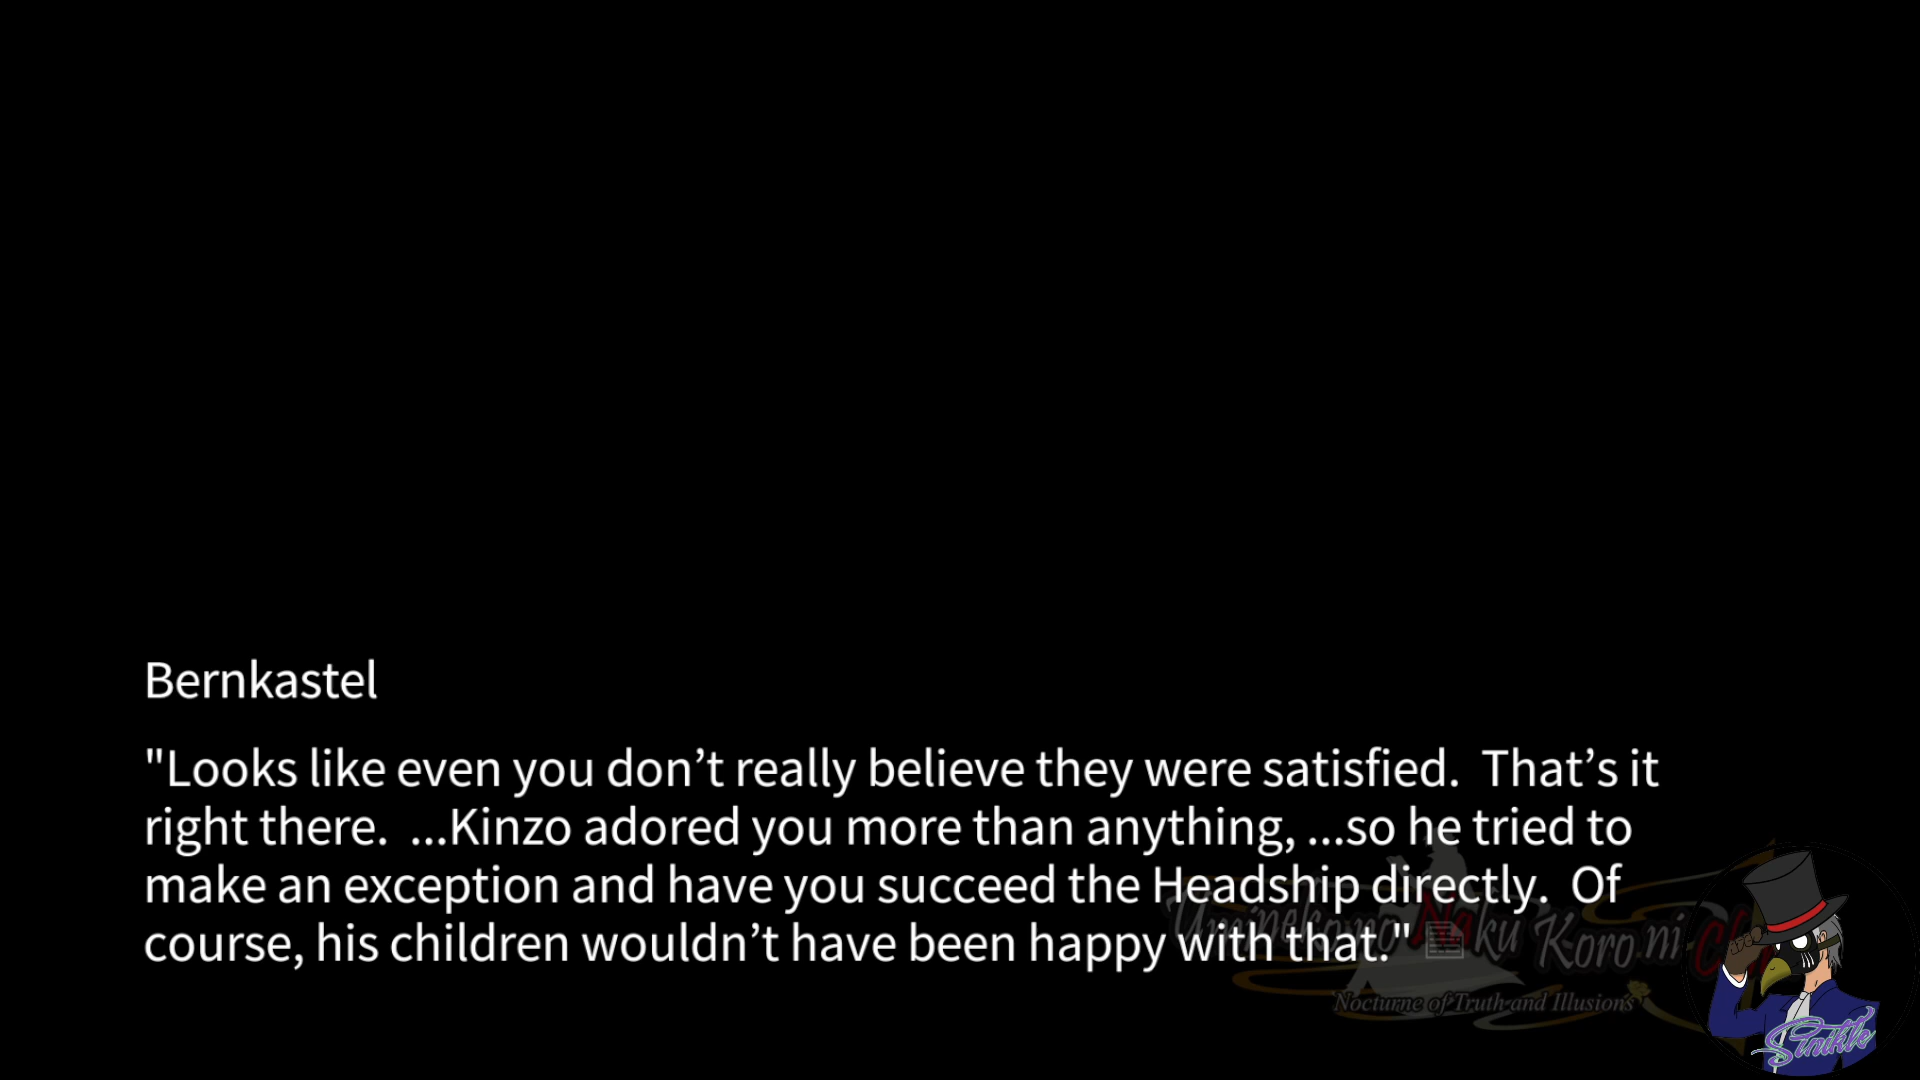 Bernkastel
"Looks like even you don’t really believe they were satisfied.  That’s it
right there.  ...Kinzo adored you more than anything, ...so he tried to
make an exception and have you succeed the Headship directly.  Of
course, his children wouldn’t have been happy with that."
Umineko no Naku Koro ni
Nocturne of Truth and Illusions
Sinikle